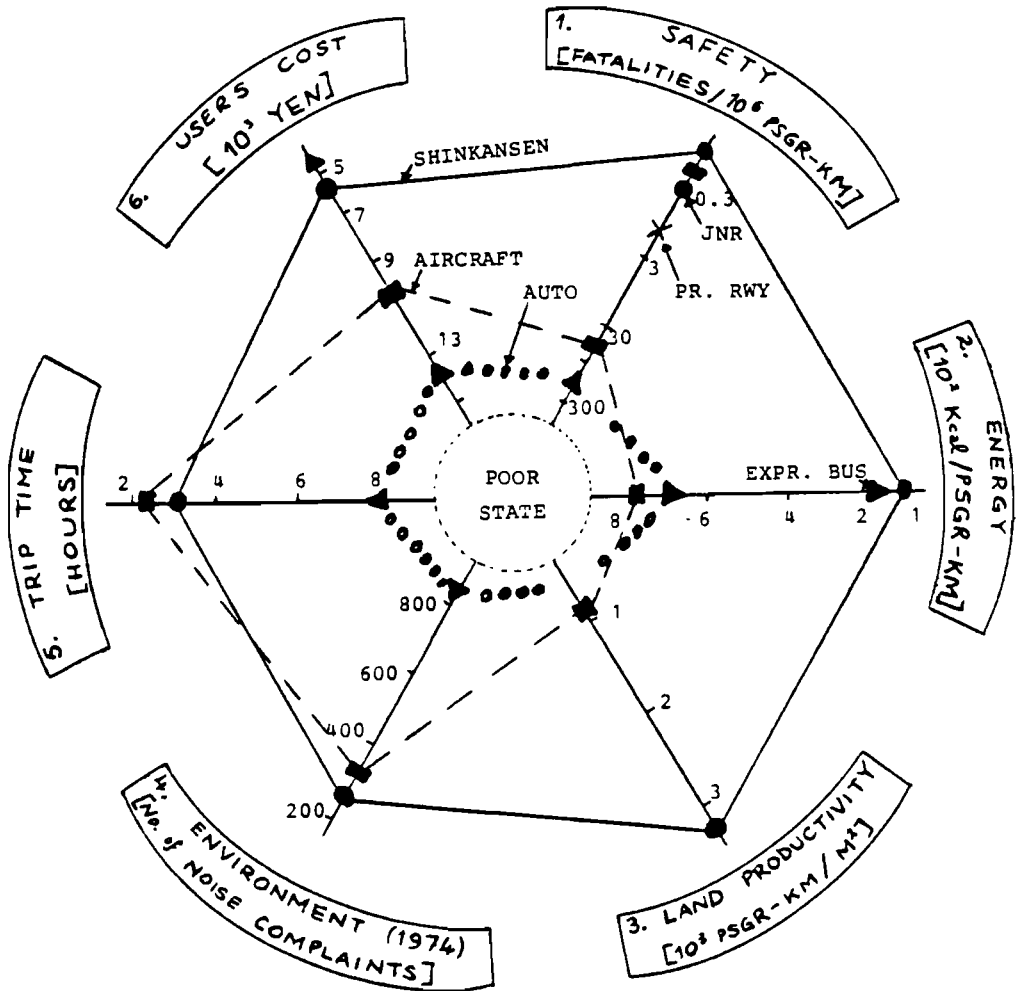 1. SAFETY
[FATALITIES/10⁶ PSGR-KM]
2. ENERGY
[10² Kcal/PSGR-KM]
3. LAND PRODUCTIVITY
[10³ PSGR-KM/M²]
4. ENVIRONMENT (1974)
[No. of NOISE COMPLAINTS]
5. TRIP TIME
[HOURS]
6. USERS COST
[10³ YEN]
SHINKANSEN
AIRCRAFT
AUTO
JNR
PR. RWY
EXPR. BUS
POOR
STATE
5
7
9
13
0.3
3
30
300
8
6
4
2
1
1
2
3
800
600
400
200
2
4
6
8